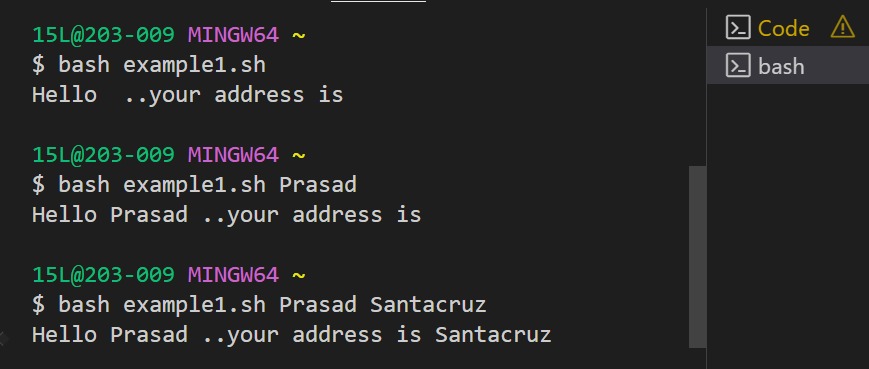 15L@203-009 MINGW64 ~
$ bash example1.sh
Hello  ..your address is
15L@203-009 MINGW64 ~
$ bash example1.sh Prasad
Hello Prasad ..your address is
15L@203-009 MINGW64 ~
$ bash example1.sh Prasad Santacruz
Hello Prasad ..your address is Santacruz
Code
bash